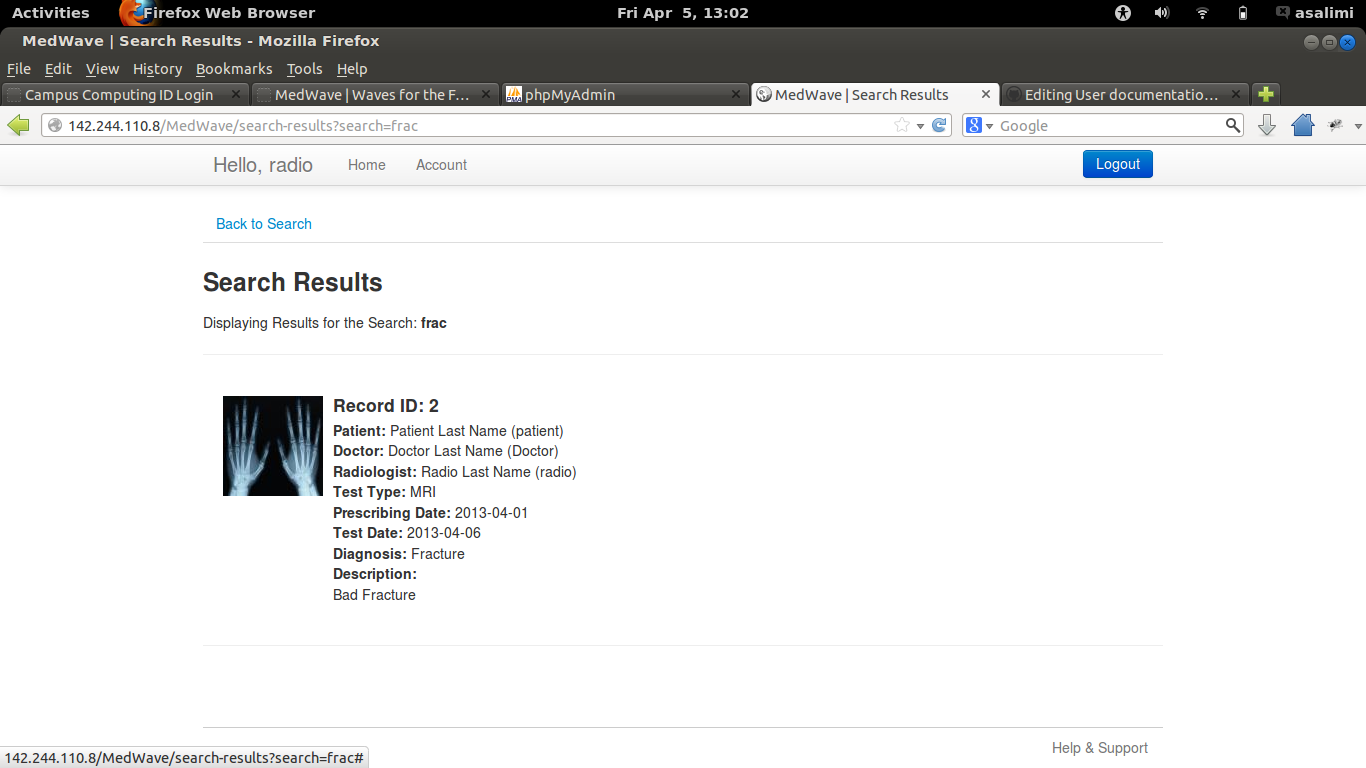 Activities Firefox Web Browser Fri Apr 5, 13:02 asalimi
MedWave | Search Results - Mozilla Firefox
File Edit View History Bookmarks Tools Help
Campus Computing ID Login MedWave | Waves for the F... phpMyAdmin MedWave | Search Results Editing User documentatio...
142.244.110.8/MedWave/search-results?search=frac Google
Hello, radio Home Account Logout
Back to Search
Search Results
Displaying Results for the Search: frac
Record ID: 2
Patient: Patient Last Name (patient)
Doctor: Doctor Last Name (Doctor)
Radiologist: Radio Last Name (radio)
Test Type: MRI
Prescribing Date: 2013-04-01
Test Date: 2013-04-06
Diagnosis: Fracture
Description:
Bad Fracture
Help & Support
142.244.110.8/MedWave/search-results?search=frac#